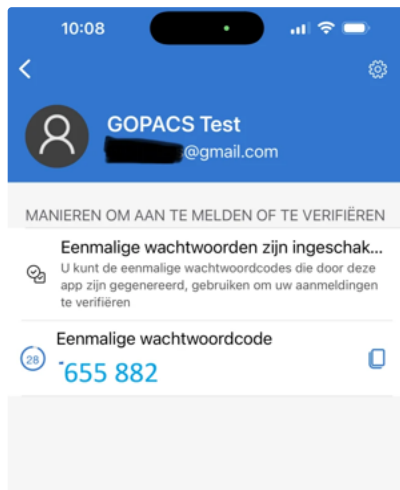 10:08
GOPACS Test
@gmail.com
MANIEREN OM AAN TE MELDEN OF TE VERIFIËREN
Eenmalige wachtwoorden zijn ingeschak...
U kunt de eenmalige wachtwoordcodes die door deze
app zijn gegenereerd, gebruiken om uw aanmeldingen
te verifiëren
Eenmalige wachtwoordcode
28
655 882